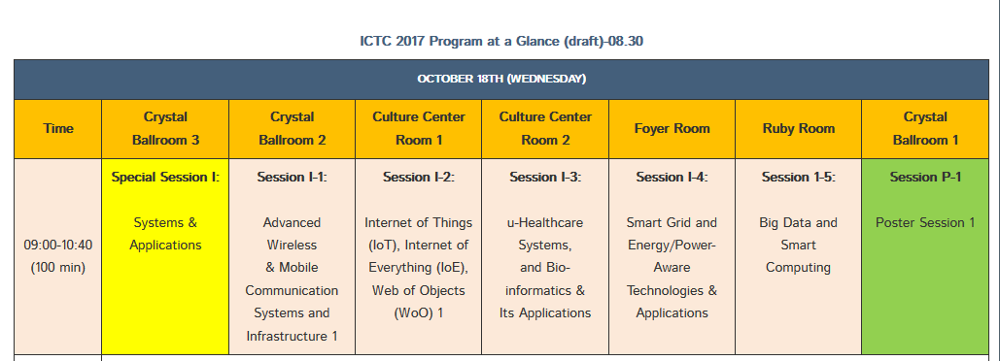 ICTC 2017 Program at a Glance (draft)-08.30
OCTOBER 18TH (WEDNESDAY)
Time
Crystal
Ballroom 3
Crystal
Ballroom 2
Culture Center
Room 1
Culture Center
Room 2
Foyer Room
Ruby Room
Crystal
Ballroom 1
09:00-10:40
(100 min)
Special Session I:
Systems &
Applications
Session I-1:
Advanced
Wireless
& Mobile
Communication
Systems and
Infrastructure 1
Session I-2:
Internet of Things
(IoT), Internet of
Everything (IoE),
Web of Objects
(WoO) 1
Session I-3:
u-Healthcare
Systems,
and Bio-
informatics &
Its Applications
Session I-4:
Smart Grid and
Energy/Power-
Aware
Technologies &
Applications
Session 1-5:
Big Data and
Smart
Computing
Session P-1
Poster Session 1